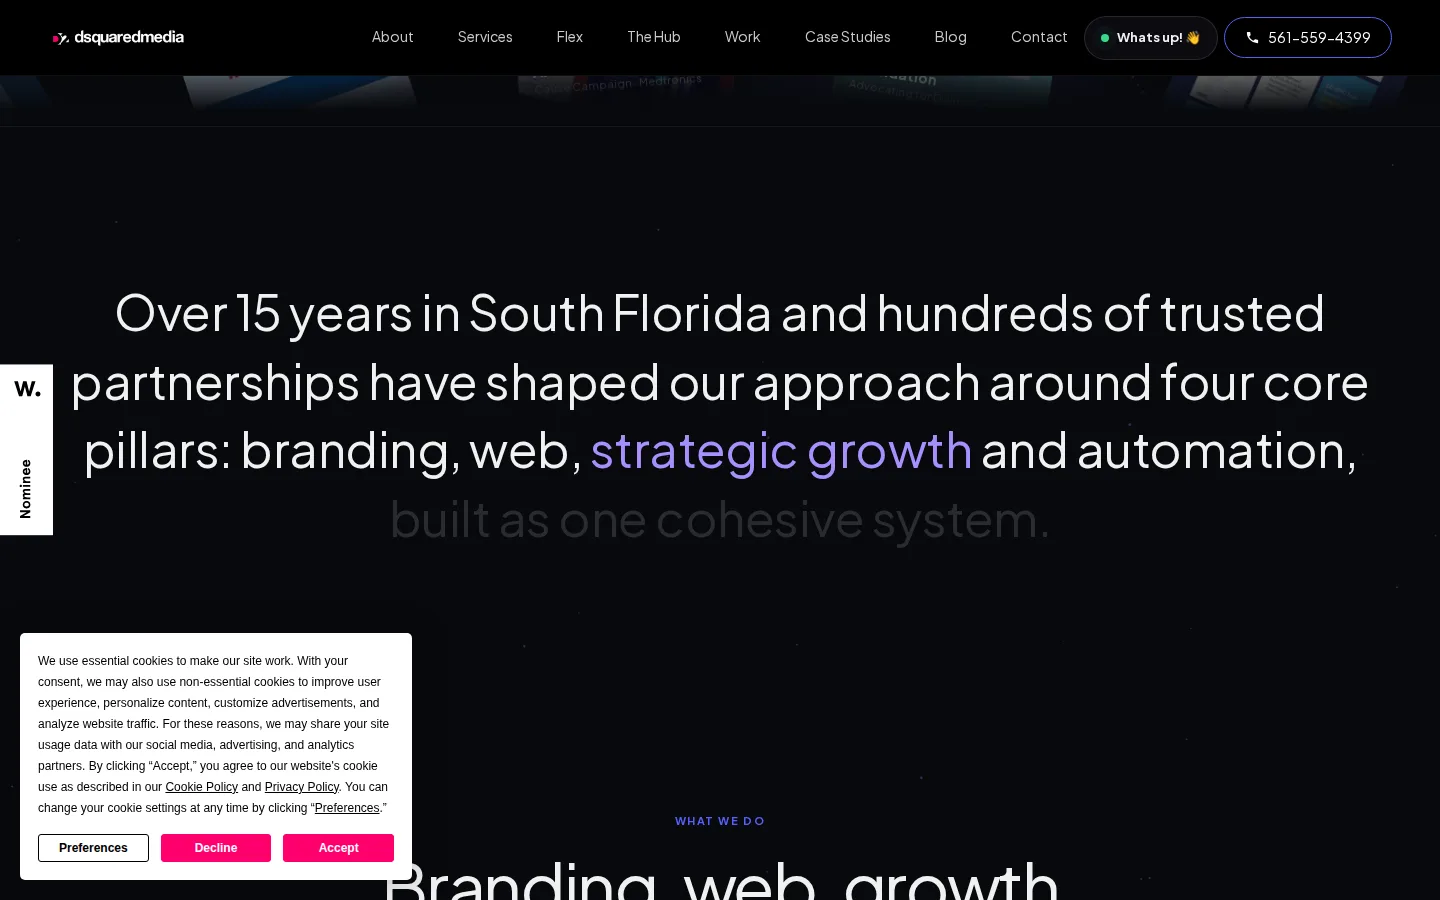 dsquaredmedia
About
Services
Flex
The Hub
Work
Case Studies
Blog
Contact
Whats up! 👋
561-559-4399
Campaign. Medtronics
Over 15 years in South Florida and hundreds of trusted
partnerships have shaped our approach around four core
pillars: branding, web, strategic growth and automation,
built as one cohesive system.
W.
Nominee
We use essential cookies to make our site work. With your
consent, we may also use non-essential cookies to improve user
experience, personalize content, customize advertisements, and
analyze website traffic. For these reasons, we may share your site
usage data with our social media, advertising, and analytics
partners. By clicking “Accept,” you agree to our website's cookie
use as described in our Cookie Policy and Privacy Policy. You can
change your cookie settings at any time by clicking “Preferences.”
Preferences
Decline
Accept
WHAT WE DO
Branding, web, growth